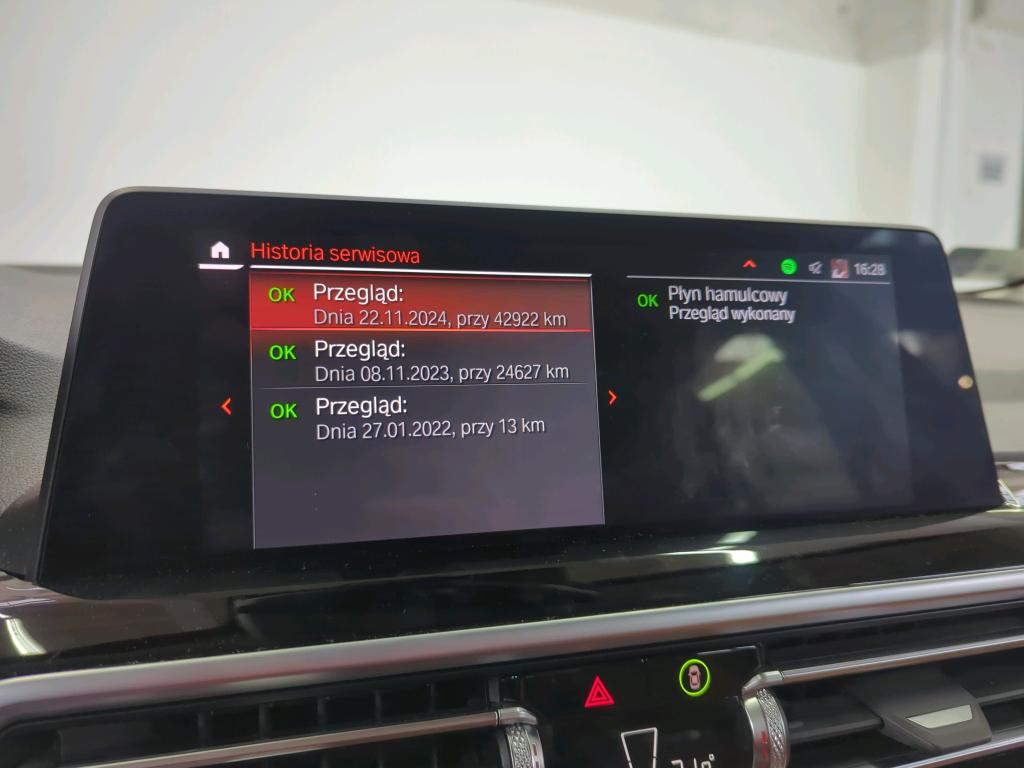 Historia serwisowa
16:28
OK Przegląd:
Dnia 22.11.2024, przy 42922 km
OK Przegląd:
Dnia 08.11.2023, przy 24627 km
OK Przegląd:
Dnia 27.01.2022, przy 13 km
OK Płyn hamulcowy
Przegląd wykonany